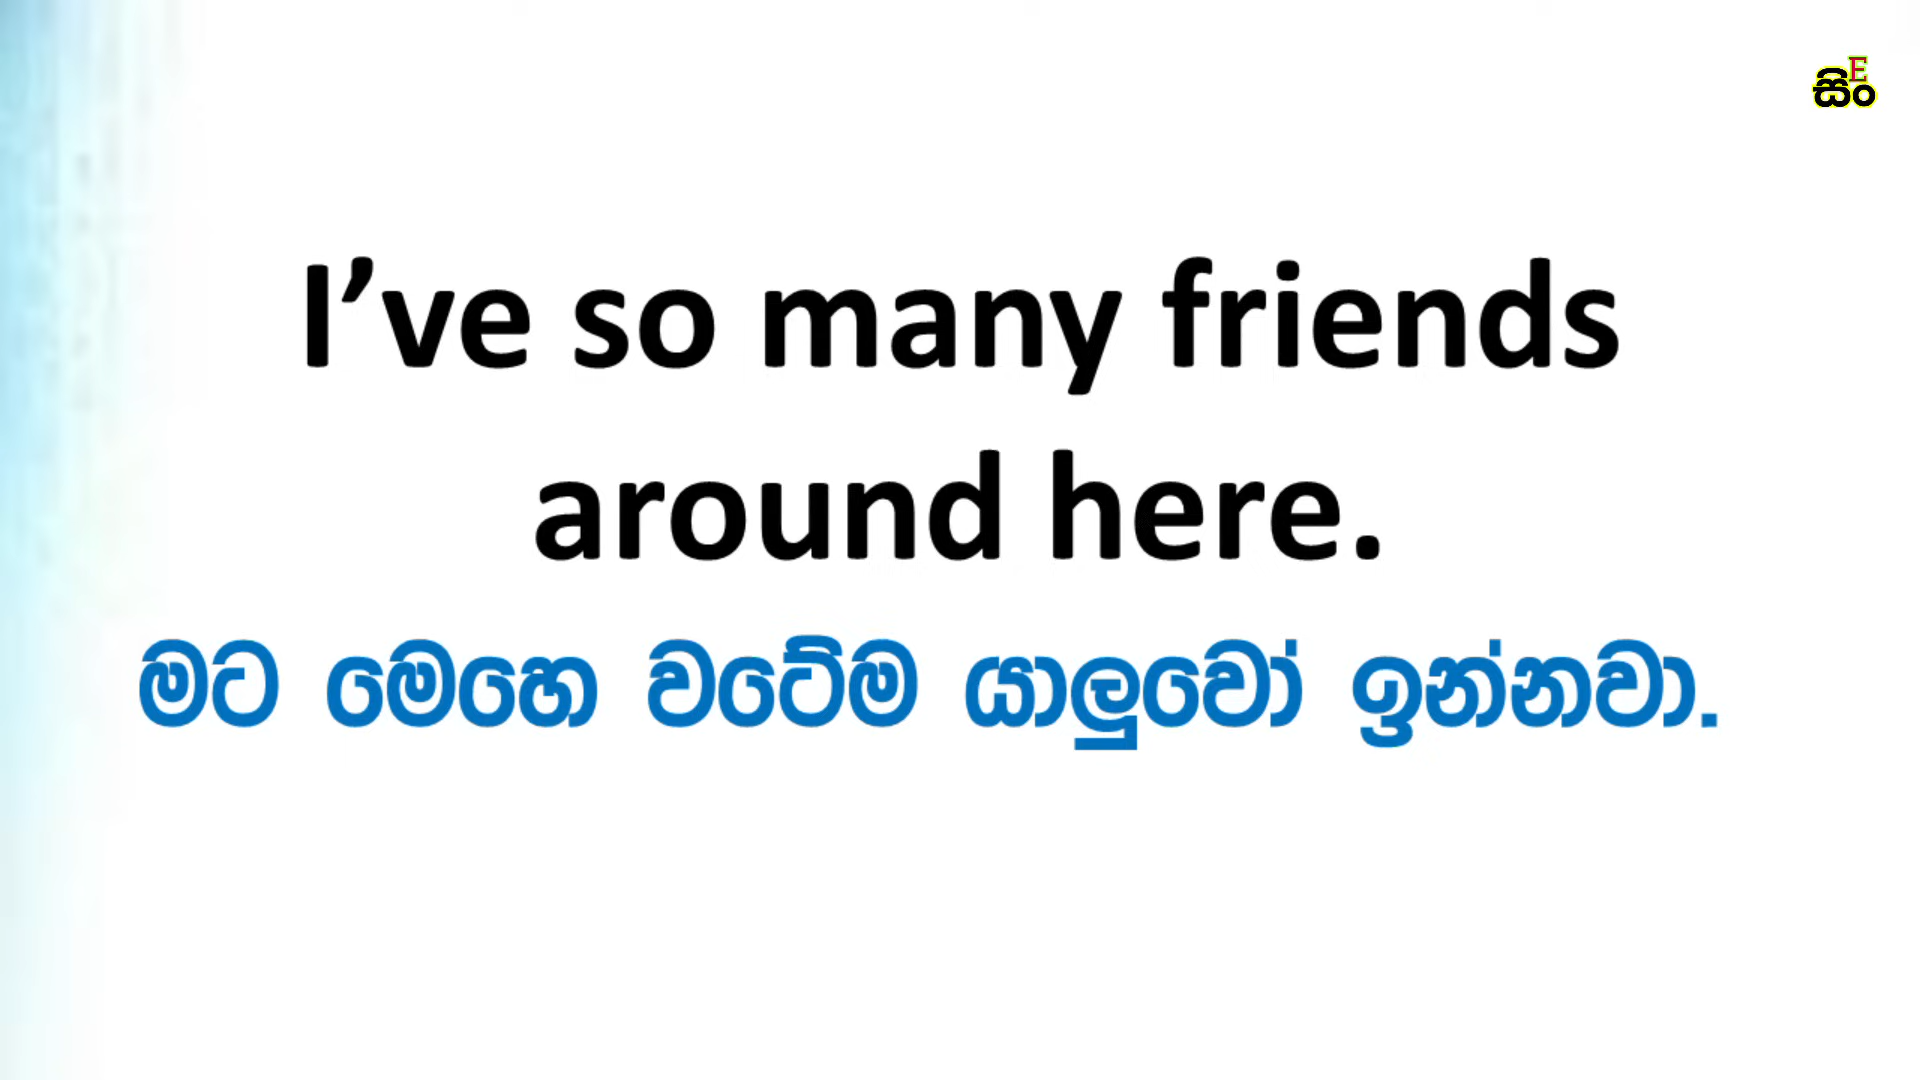 සිං
E
I’ve so many friends
around here.
මට මෙහෙ වටේම යාලුවෝ ඉන්නවා.